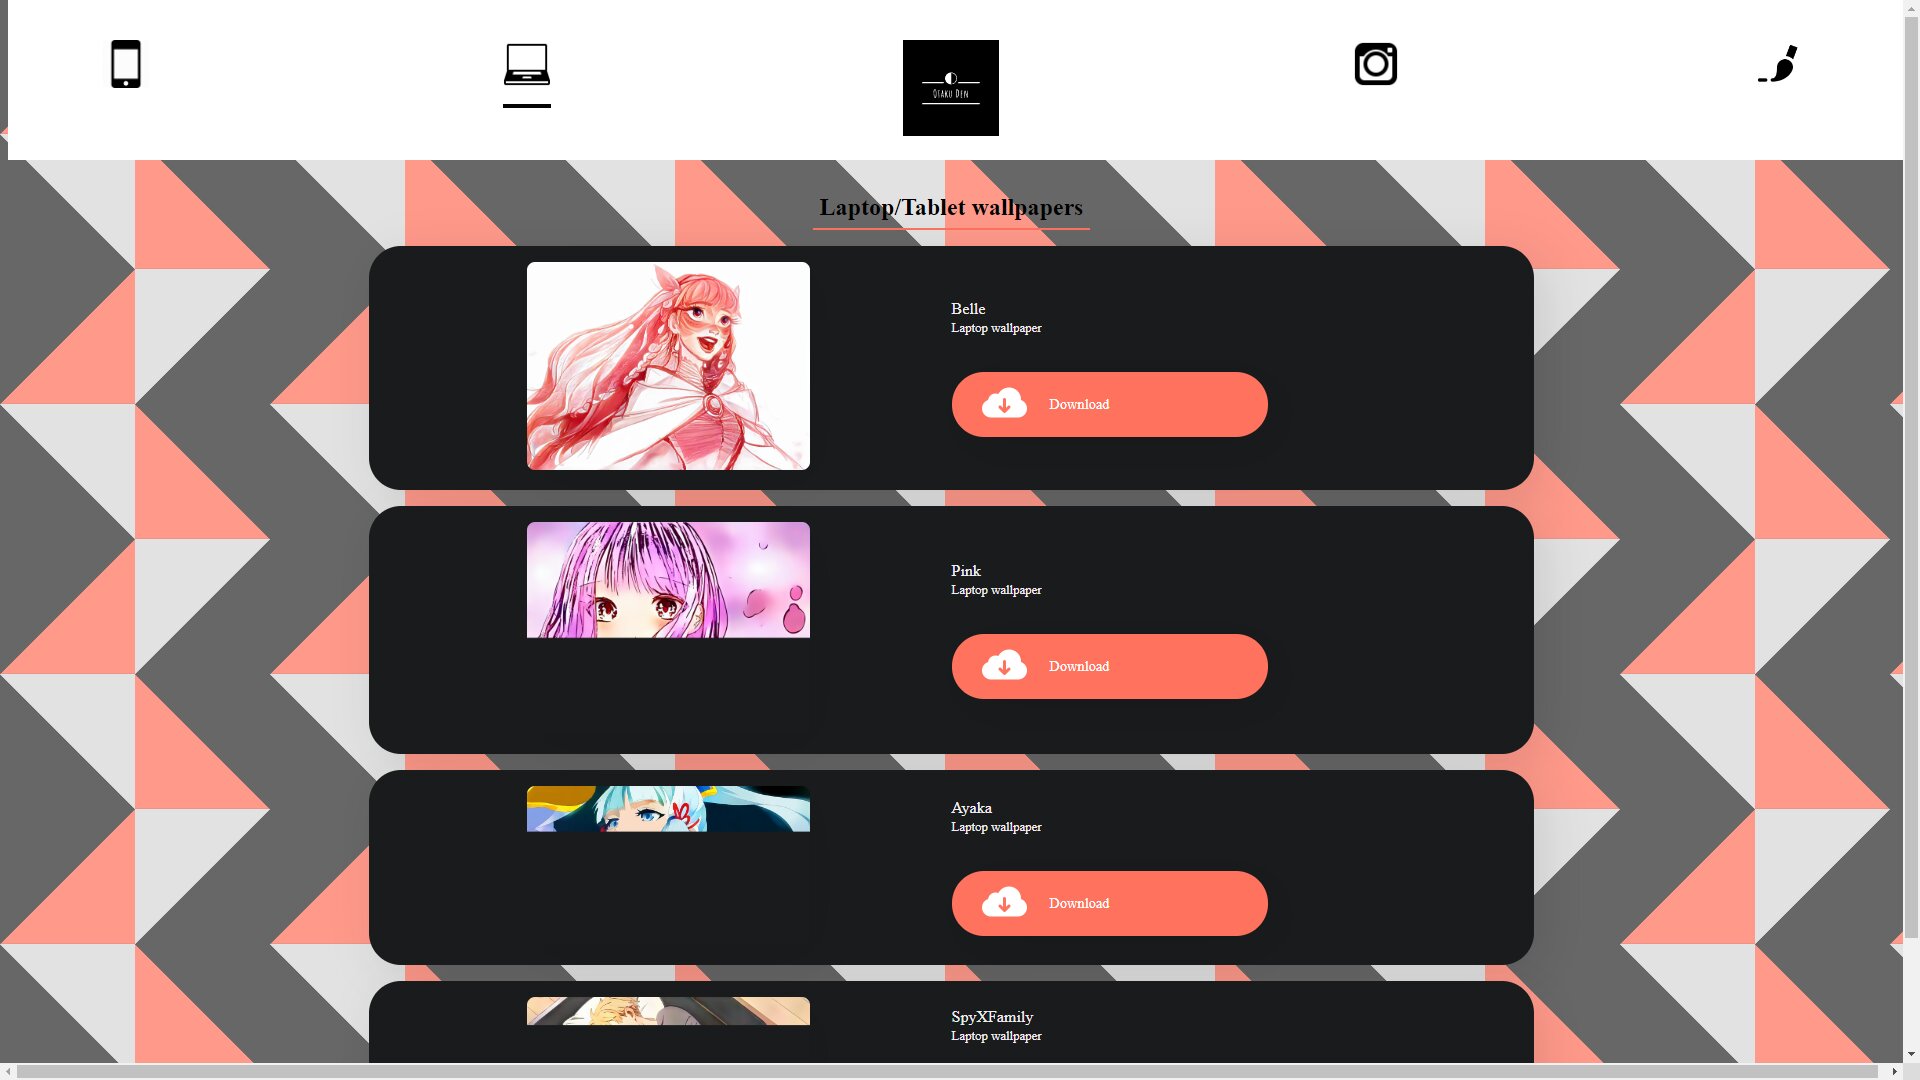 Otaku Den
Laptop/Tablet wallpapers
Belle
Laptop wallpaper
Download
Pink
Laptop wallpaper
Download
Ayaka
Laptop wallpaper
Download
SpyXFamily
Laptop wallpaper